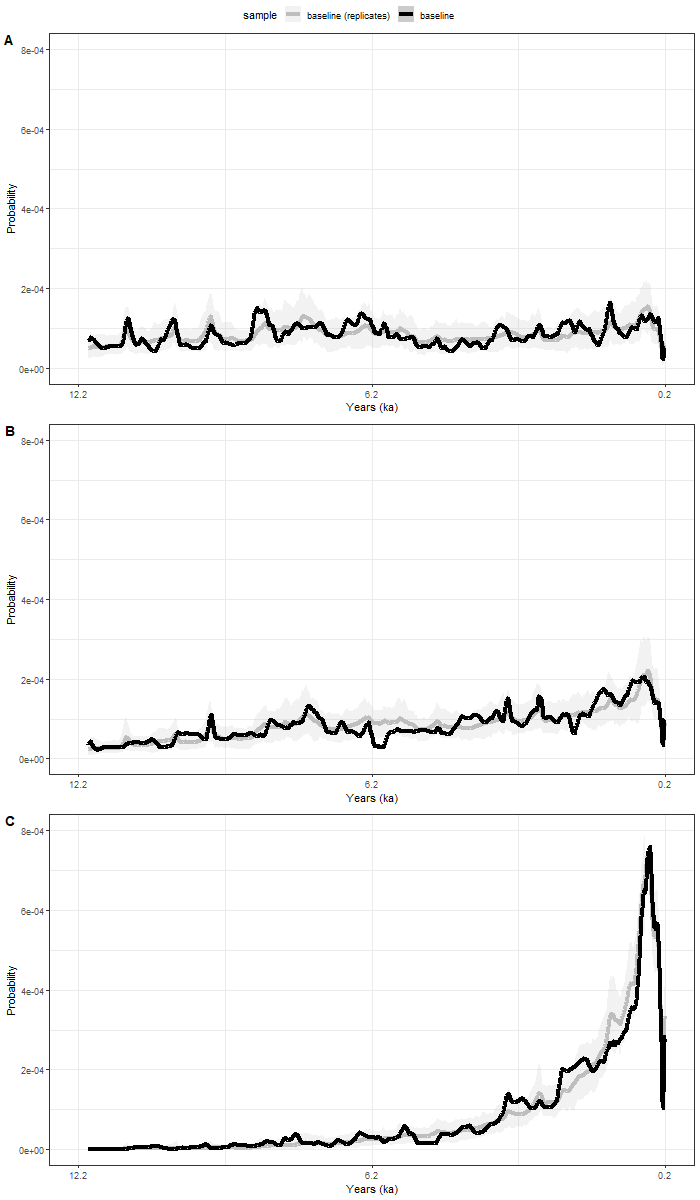 sample baseline (replicates) baseline
A
8e-04
6e-04
4e-04
2e-04
0e+00
Probability
12.2 6.2 0.2
Years (ka)
B
8e-04
6e-04
4e-04
2e-04
0e+00
Probability
12.2 6.2 0.2
Years (ka)
C
8e-04
6e-04
4e-04
2e-04
0e+00
Probability
12.2 6.2 0.2
Years (ka)